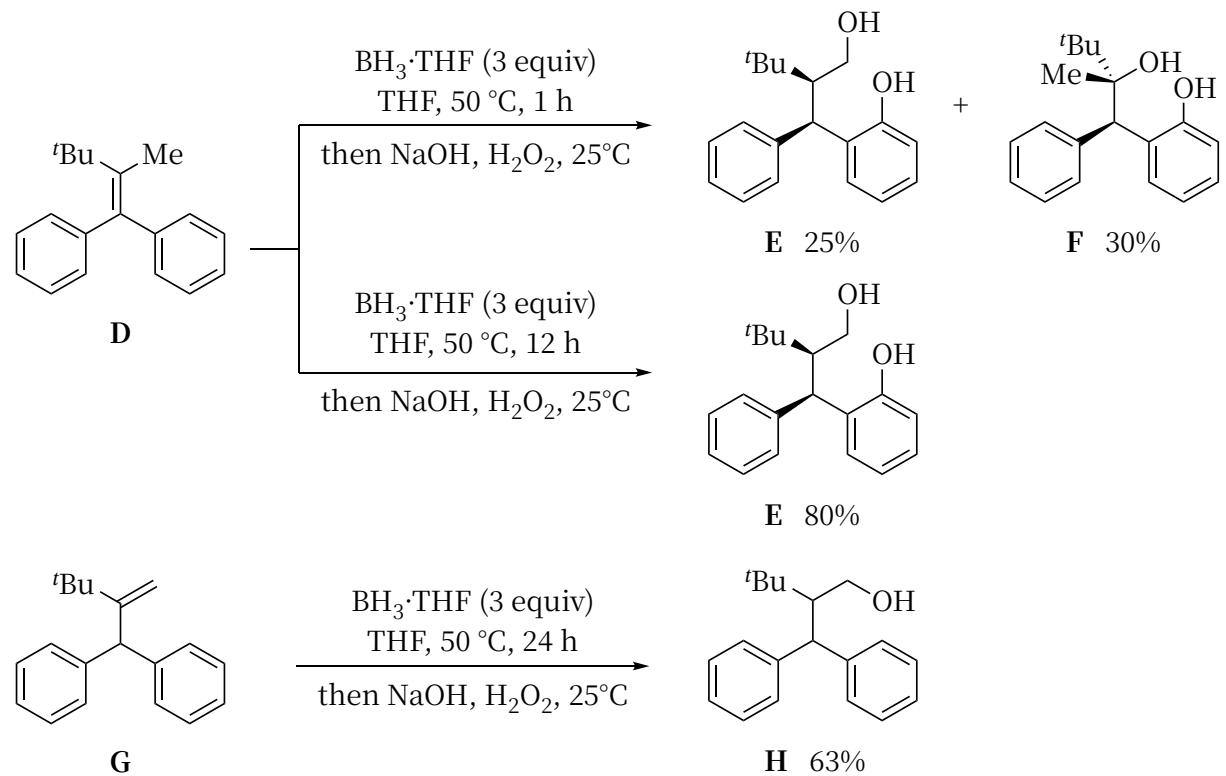 BH₃·THF (3 equiv)
THF, 50 °C, 1 h
then NaOH, H₂O₂, 25°C
ᵗBu
Me
D
ᵗBu
OH
OH
E 25%
+
ᵗBu
Me
OH
OH
F 30%
BH₃·THF (3 equiv)
THF, 50 °C, 12 h
then NaOH, H₂O₂, 25°C
ᵗBu
OH
OH
E 80%
ᵗBu
G
BH₃·THF (3 equiv)
THF, 50 °C, 24 h
then NaOH, H₂O₂, 25°C
ᵗBu
OH
H 63%